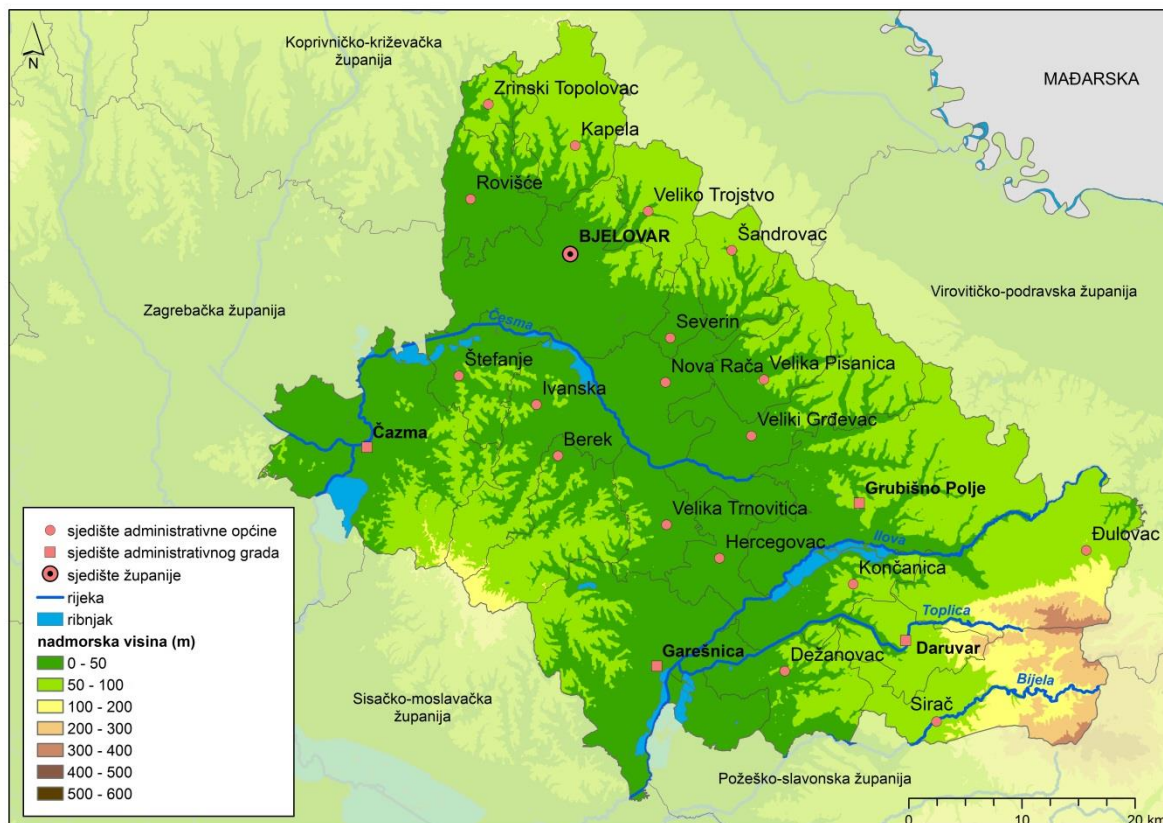 Koprivničko-križevačka
županija
MAĐARSKA
N
Zrinski Topolovac
Kapela
Rovišće
Veliko Trojstvo
BJELOVAR
Šandrovac
Zagrebačka županija
Virovitičko-podravska županija
Česma
Severin
Štefanje
Nova Rača
Velika Pisanica
Ivanska
Čazma
Berek
Veliki Grđevac
Grubišno Polje
Velika Trnovitica
Hercegovac
Ilova
Đulovac
Končanica
Toplica
Garešnica
Dežanovac
Daruvar
Bijela
Sirač
Sisačko-moslavačka
županija
Požeško-slavonska županija
sjedište administrativne općine
sjedište administrativnog grada
sjedište županije
rijeka
ribnjak
nadmorska visina (m)
0 - 50
50 - 100
100 - 200
200 - 300
300 - 400
400 - 500
500 - 600
0 10 20 km